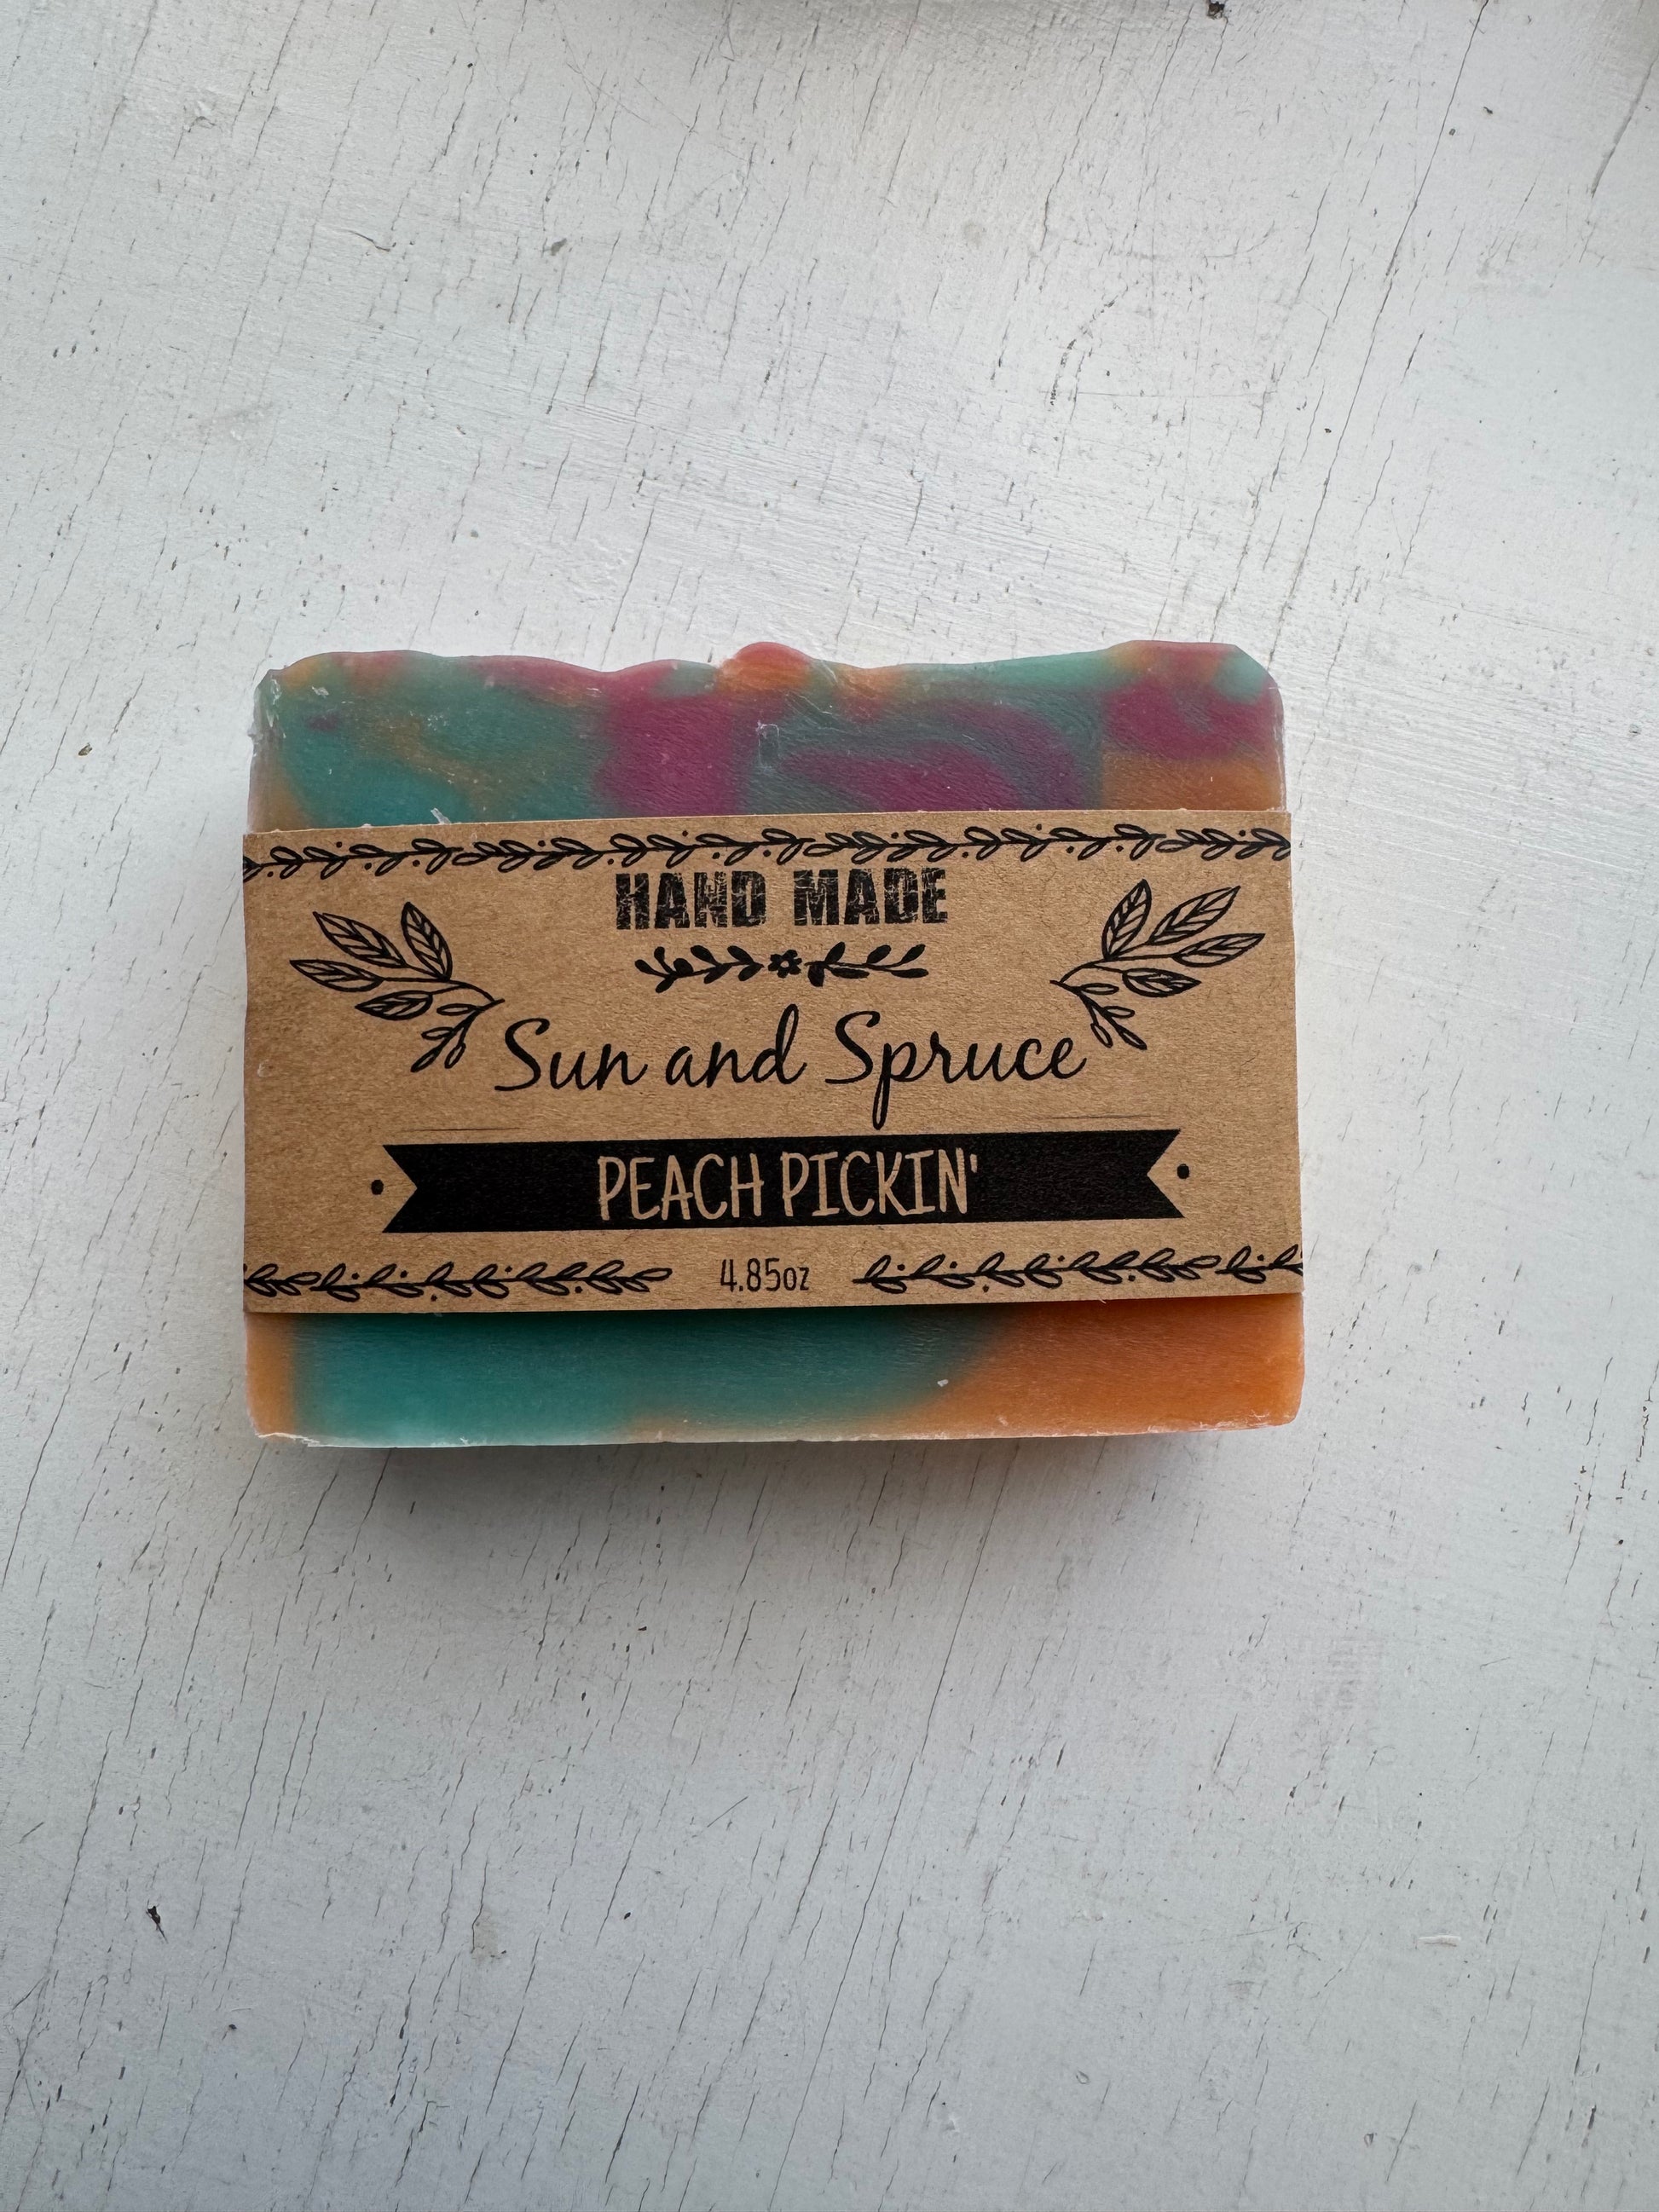 HAND MADE
Sun and Spruce
PEACH PICKIN'
4.85oz